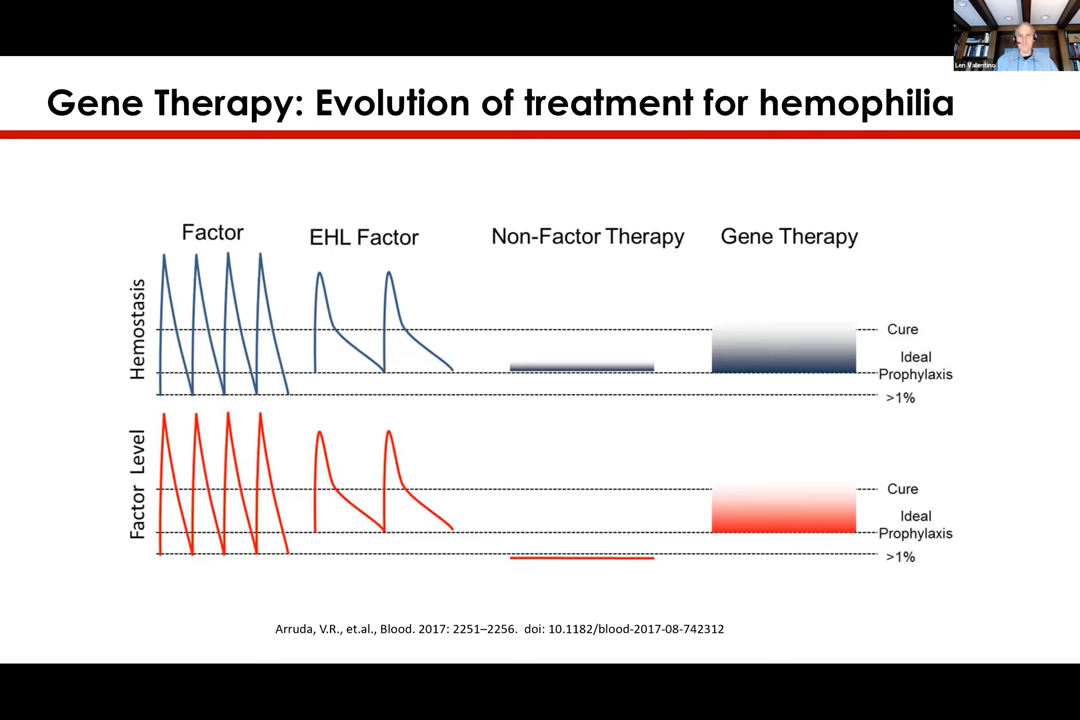 Len Valentino
Gene Therapy: Evolution of treatment for hemophilia
Factor
EHL Factor
Non-Factor Therapy
Gene Therapy
Hemostasis
Cure
Ideal
Prophylaxis
>1%
Factor Level
Cure
Ideal
Prophylaxis
>1%
Arruda, V.R., et.al., Blood. 2017: 2251–2256. doi: 10.1182/blood-2017-08-742312